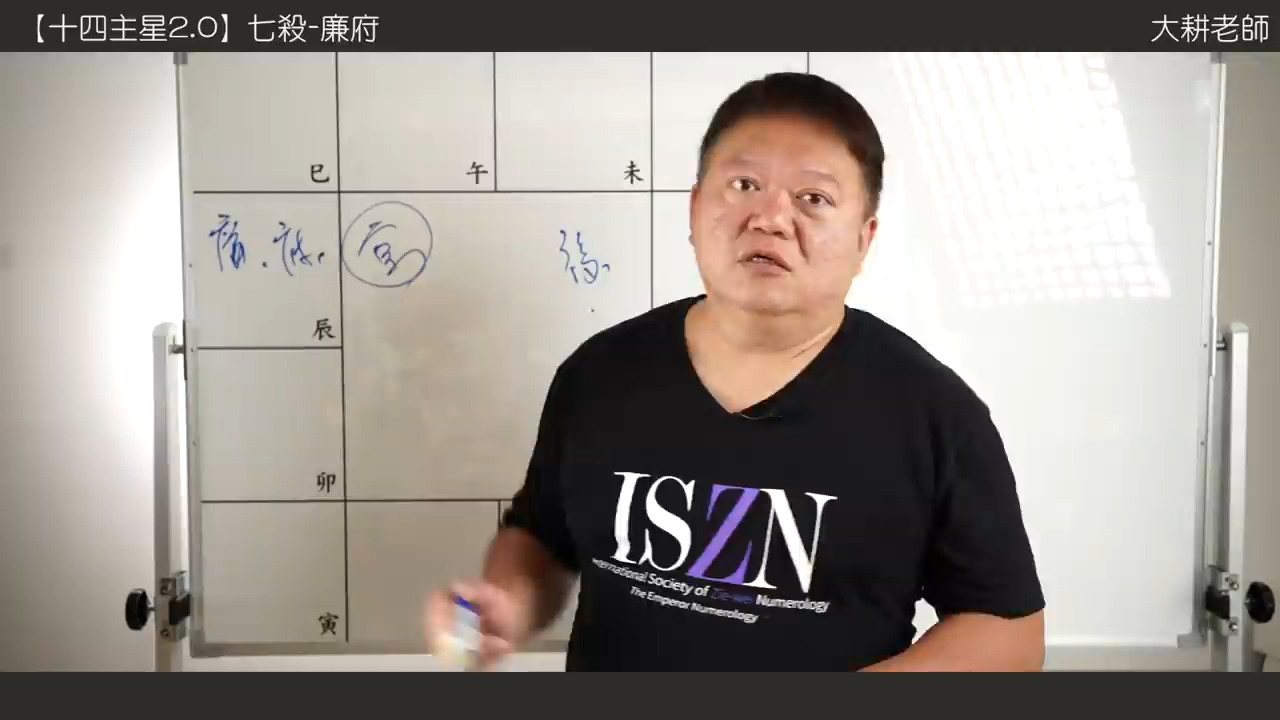 【十四主星2.0】七殺-廉府
大耕老師
巳
午
未
辰
卯
寅
ISZN
International Society of Zie-wei Numerology
The Emperor Numerology